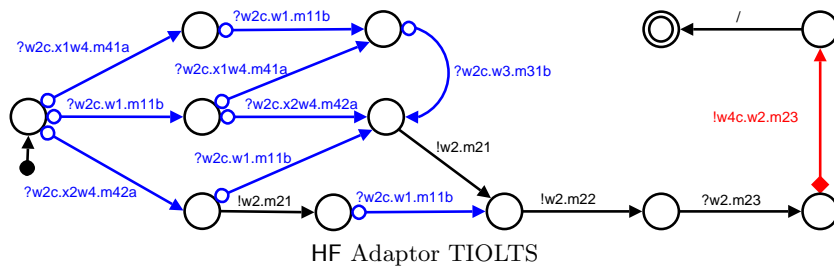 ?w2c.w1.m11b
/
?w2c.x1w4.m41a
?w2c.x1w4.m41a
?w2c.w3.m31b
?w2c.w1.m11b
?w2c.x2w4.m42a
!w4c.w2.m23
?w2c.w1.m11b
!w2.m21
?w2c.x2w4.m42a
!w2.m21
?w2c.w1.m11b
!w2.m22
?w2.m23
HF Adaptor TIOLTS